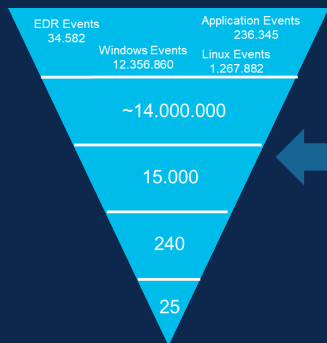 EDR Events
34.582
Application Events
236.345
Windows Events
12.356.860
Linux Events
1.267.882
~14.000.000
15.000
240
25